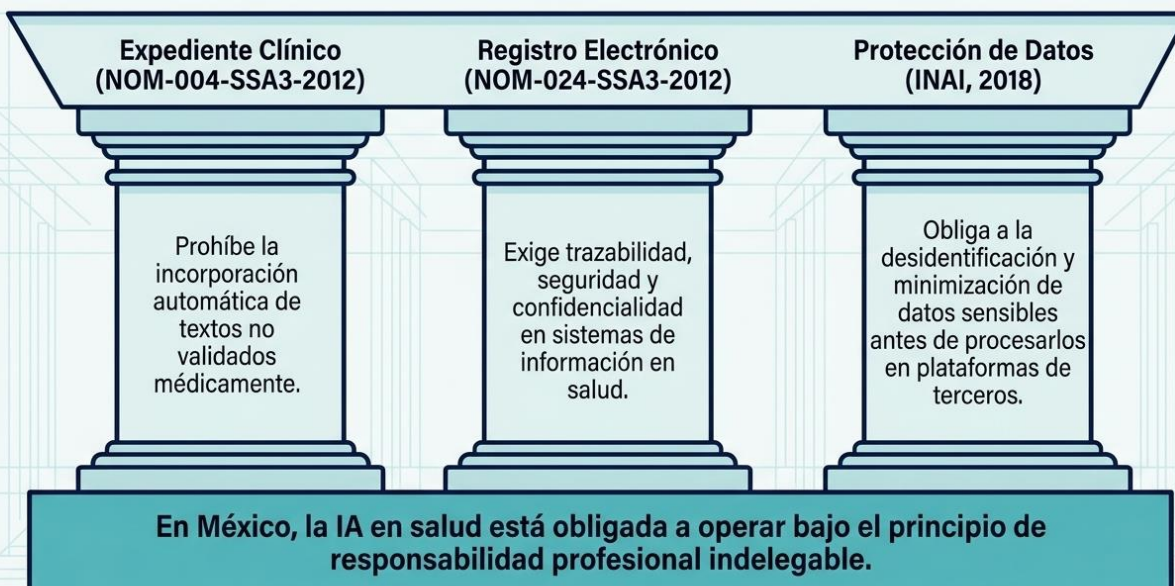 Expediente Clínico
(NOM-004-SSA3-2012)
Prohíbe la
incorporación
automática de
textos no
validados
médicamente.
Registro Electrónico
(NOM-024-SSA3-2012)
Exige trazabilidad,
seguridad y
confidencialidad
en sistemas de
información en
salud.
Protección de Datos
(INAI, 2018)
Obliga a la
desidentificación y
minimización de
datos sensibles
antes de procesarlos
en plataformas de
terceros.
En México, la IA en salud está obligada a operar bajo el principio de
responsabilidad profesional indelegable.